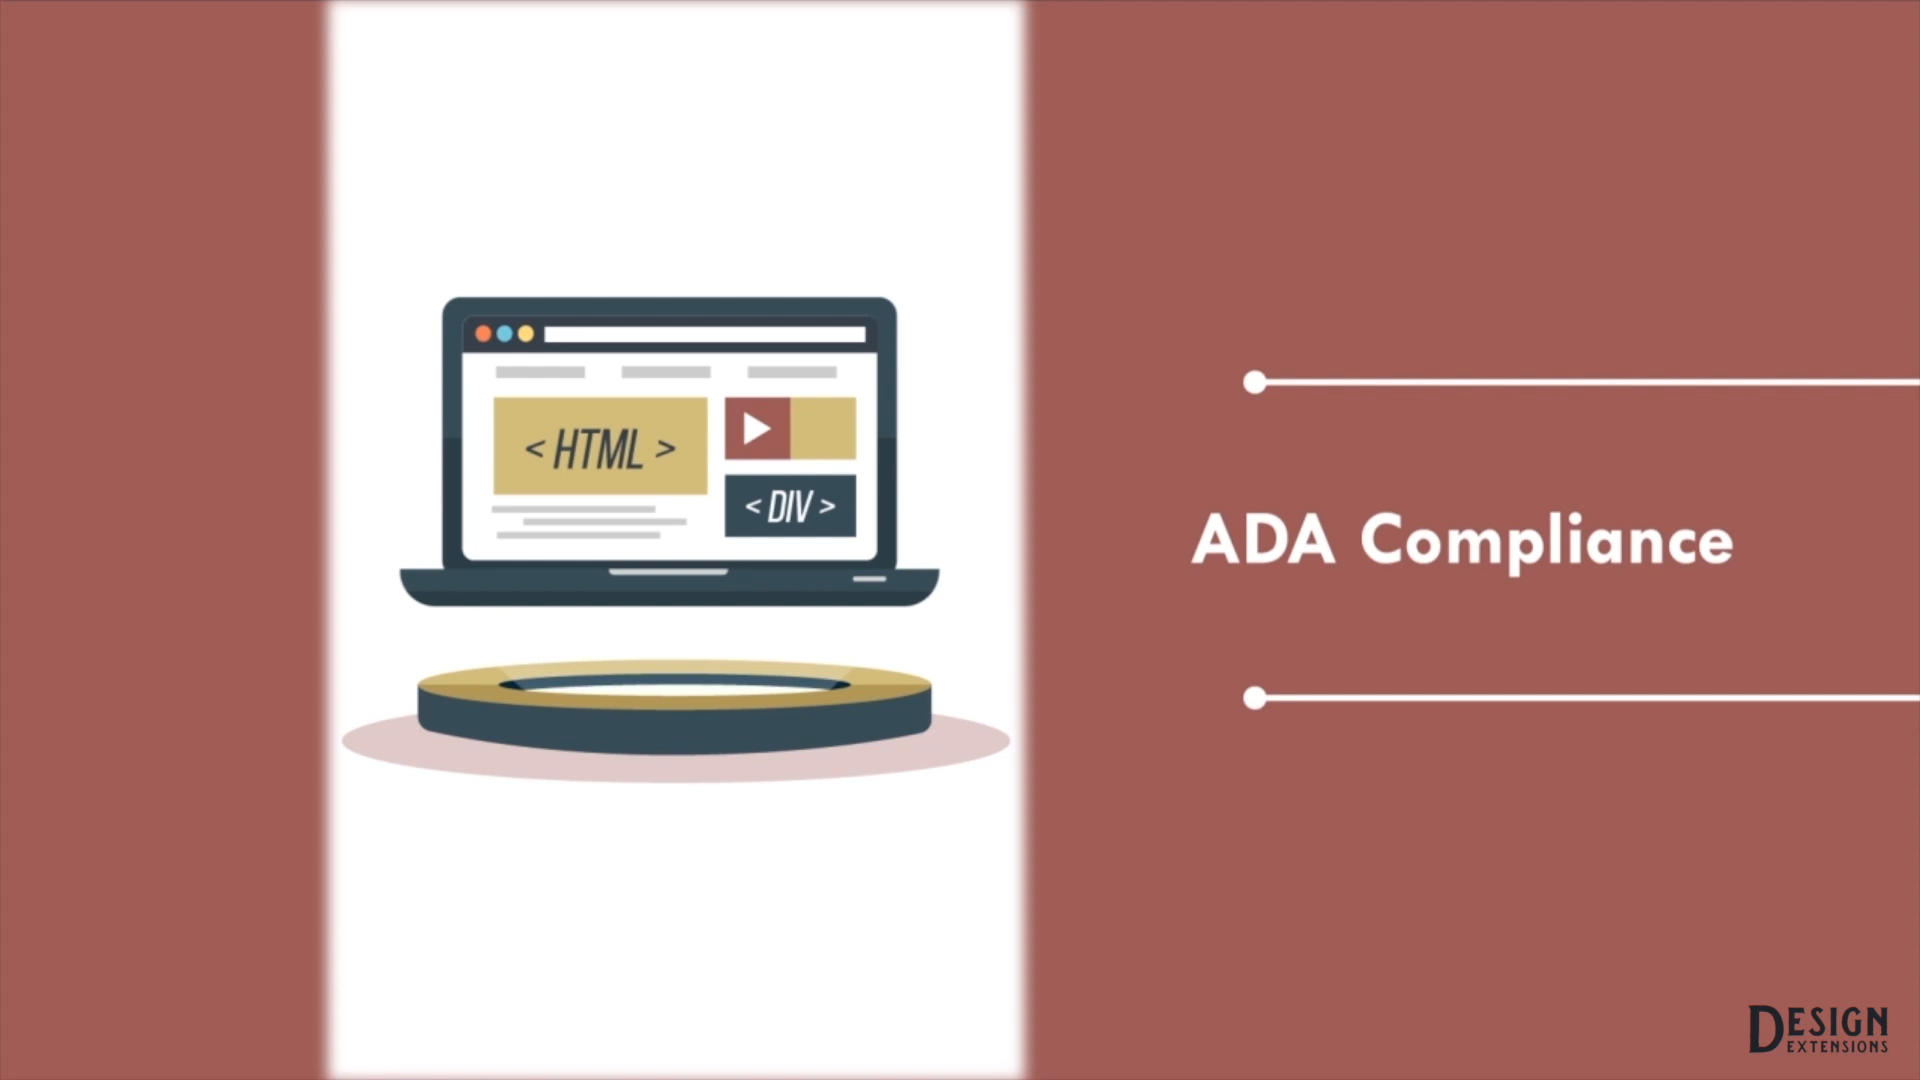 < HTML >
< DIV >
ADA Compliance
DESIGN
EXTENSIONS